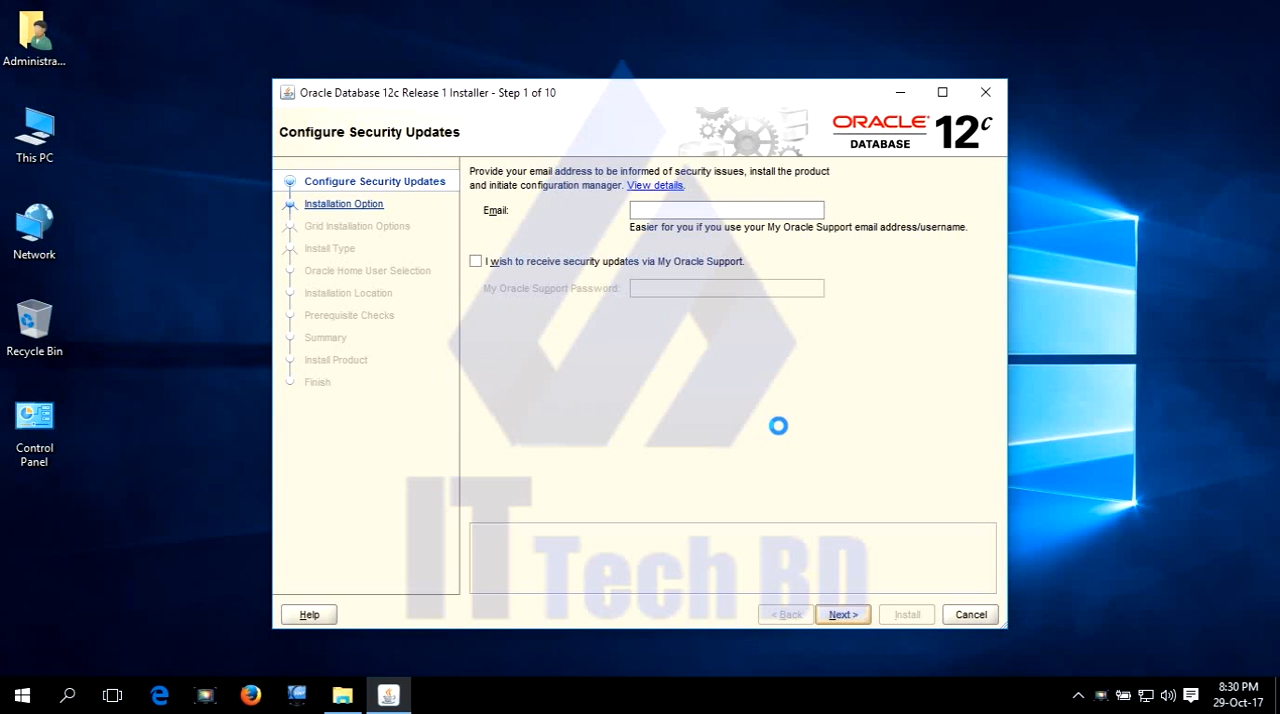 Administra...
This PC
Network
Recycle Bin
Control
Panel
Oracle Database 12c Release 1 Installer - Step 1 of 10
Configure Security Updates
ORACLE
DATABASE
12c
Configure Security Updates
Installation Option
Grid Installation Options
Install Type
Oracle Home User Selection
Installation Location
Prerequisite Checks
Summary
Install Product
Finish
Provide your email address to be informed of security issues, install the product
and initiate configuration manager. View details.
Email:
Easier for you if you use your My Oracle Support email address/username.
I wish to receive security updates via My Oracle Support.
My Oracle Support Password:
IT Tech BD
Help
< Back
Next >
Install
Cancel
8:30 PM
29-Oct-17